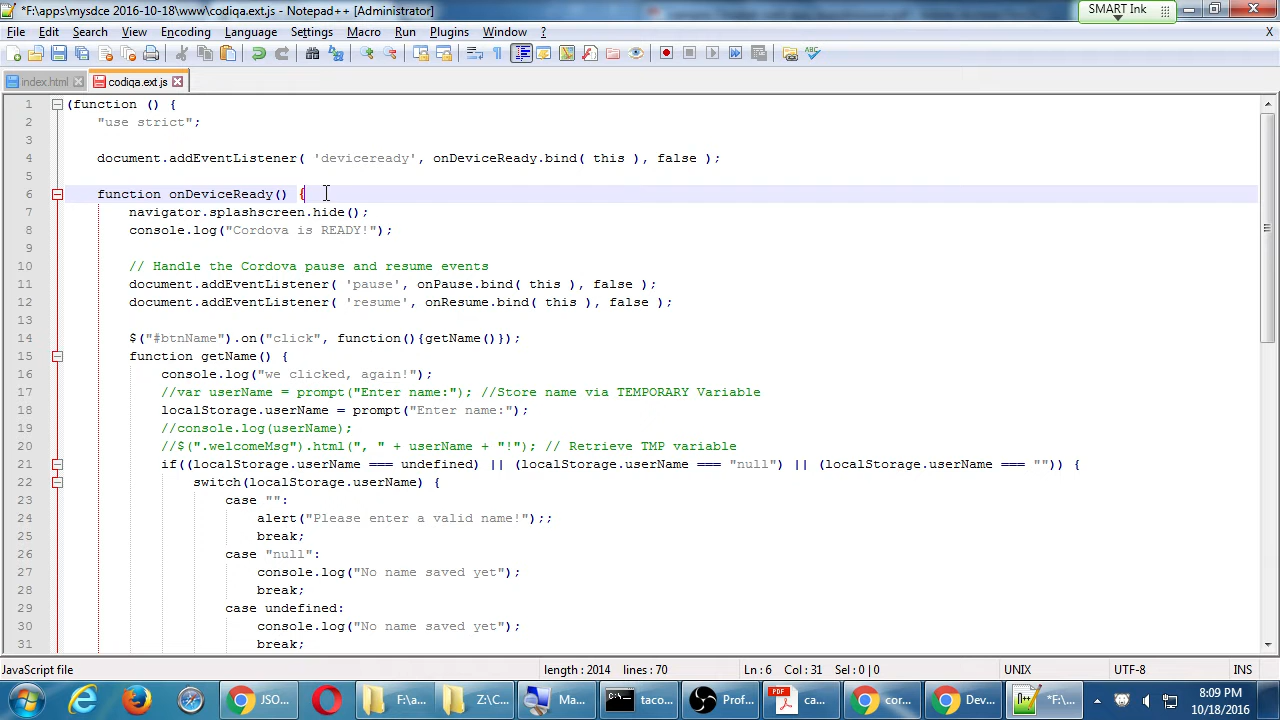 *F:\apps\mysdce 2016-10-18\www\codiqa.ext.js - Notepad++ [Administrator]
SMART Ink
File Edit Search View Encoding Language Settings Macro Run Plugins Window ? X
index.html codiqa.ext.js
1 (function () {
2 "use strict";
3
4 document.addEventListener( 'deviceready', onDeviceReady.bind( this ), false );
5
6 function onDeviceReady() {
7 navigator.splashscreen.hide();
8 console.log("Cordova is READY!");
9
10 // Handle the Cordova pause and resume events
11 document.addEventListener( 'pause', onPause.bind( this ), false );
12 document.addEventListener( 'resume', onResume.bind( this ), false );
13
14 $("#btnName").on("click", function(){getName()});
15 function getName() {
16 console.log("we clicked, again!");
17 //var userName = prompt("Enter name:"); //Store name via TEMPORARY Variable
18 localStorage.userName = prompt("Enter name:");
19 //console.log(userName);
20 //$(".welcomeMsg").html(", " + userName + "!"); // Retrieve TMP variable
21 if((localStorage.userName === undefined) || (localStorage.userName === "null") || (localStorage.userName === "")) {
22 switch(localStorage.userName) {
23 case "":
24 alert("Please enter a valid name!");;
25 break;
26 case "null":
27 console.log("No name saved yet");
28 break;
29 case undefined:
30 console.log("No name saved yet");
31 break;
JavaScript file length : 2014 lines : 70 Ln : 6 Col : 31 Sel : 0 | 0 UNIX UTF-8 INS
JSO... F:\a... Z:\C... Ma... taco... Prof... ca... cor... Dev... *F:\... 8:09 PM
10/18/2016